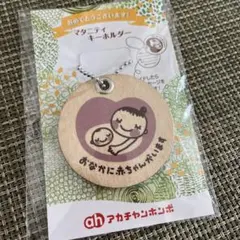 おめでとうございます!
マタニティ
キーホルダー
おなかに赤ちゃんがいます
ah アカチャンホンポ